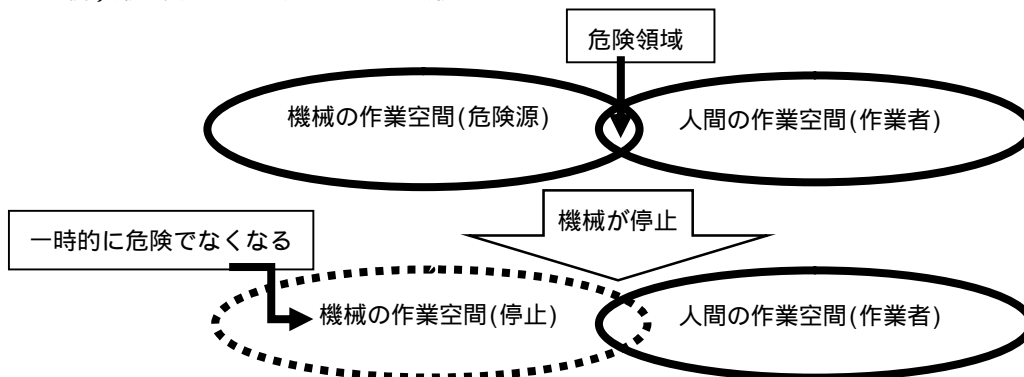 危険領域
機械の作業空間(危険源)
人間の作業空間(作業者)
機械が停止
一時的に危険でなくなる
機械の作業空間(停止)
人間の作業空間(作業者)